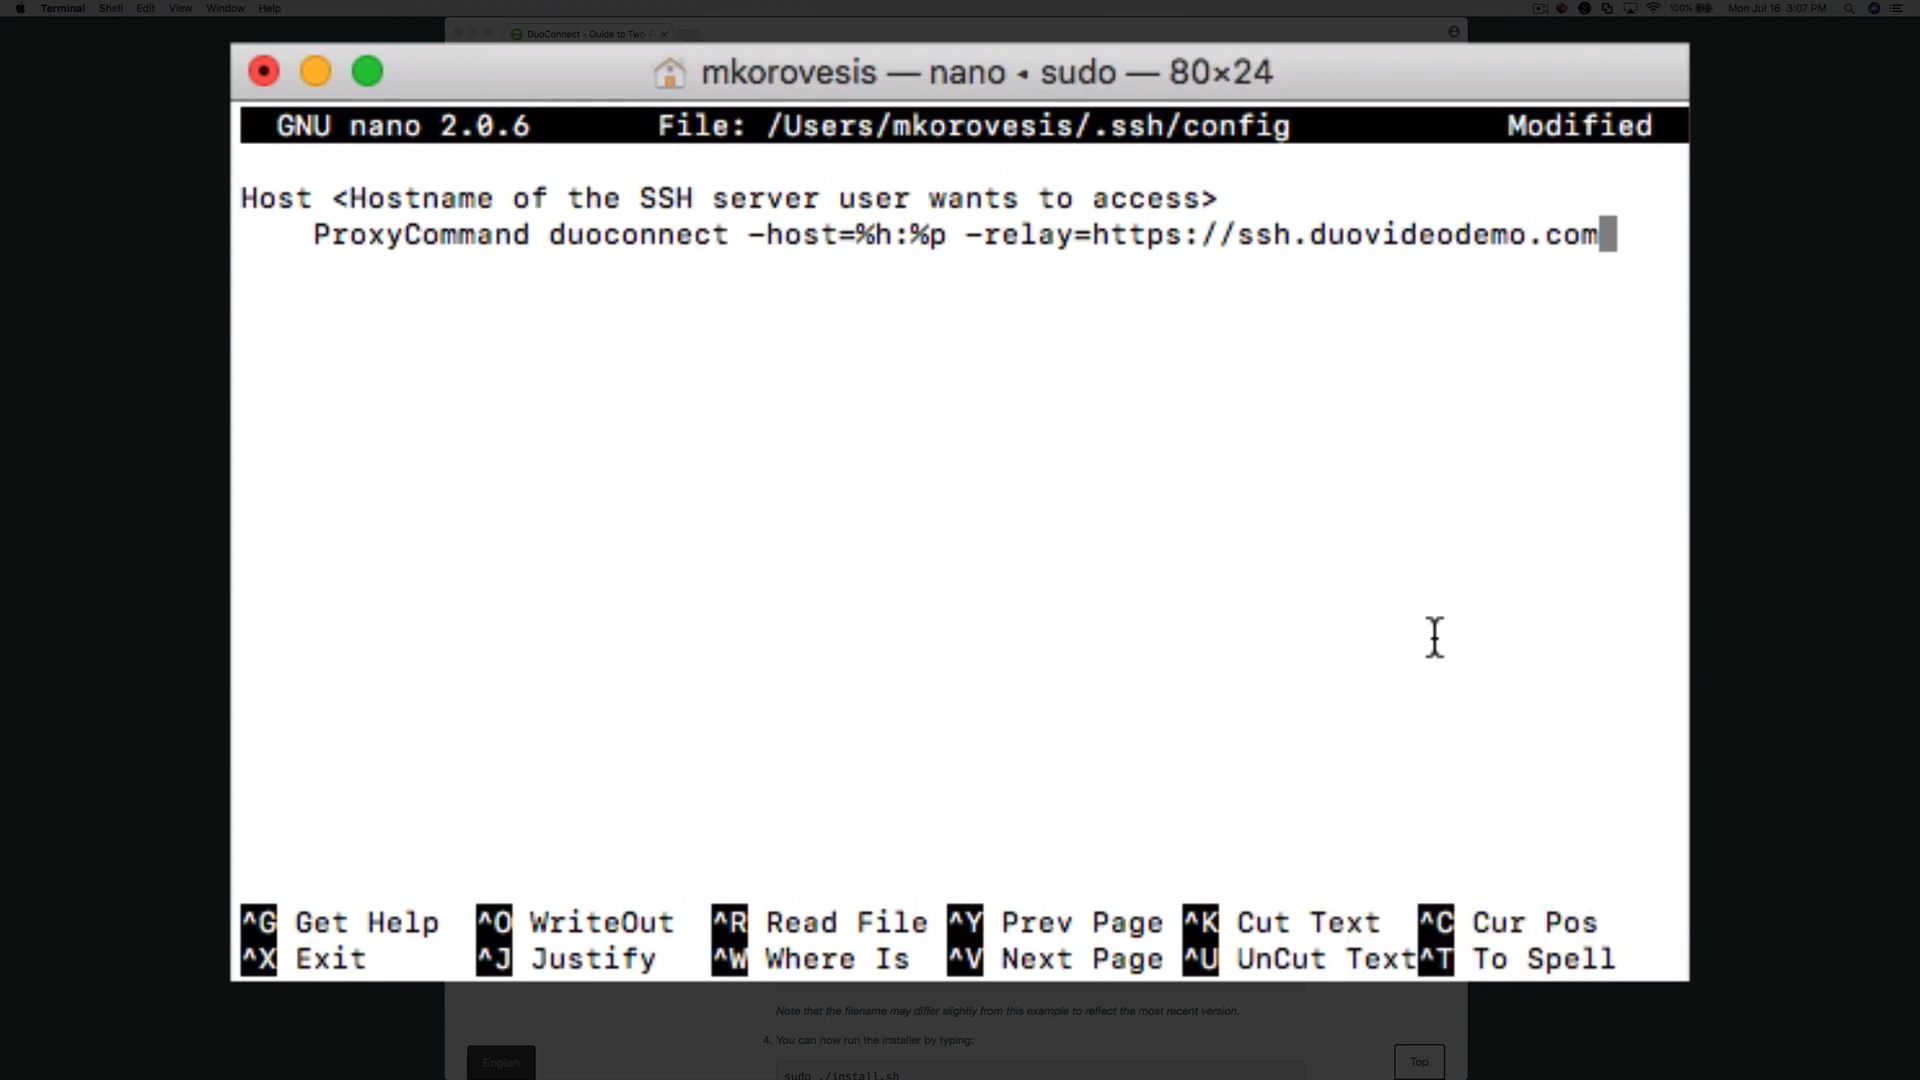 Terminal Shell Edit View Window Help 100% Mon Jul 16 3:07 PM
DuoConnect - Guide to Two-F
mkorovesis — nano ◂ sudo — 80×24
GNU nano 2.0.6 File: /Users/mkorovesis/.ssh/config Modified
Host <Hostname of the SSH server user wants to access>
ProxyCommand duoconnect -host=%h:%p -relay=https://ssh.duovideodemo.com
^G Get Help ^O WriteOut ^R Read File ^Y Prev Page ^K Cut Text ^C Cur Pos
^X Exit ^J Justify ^W Where Is ^V Next Page ^U UnCut Text ^T To Spell
Note that the filename may differ slightly from this example to reflect the most recent version.
4. You can now run the installer by typing:
English
Top
sudo ./install.sh